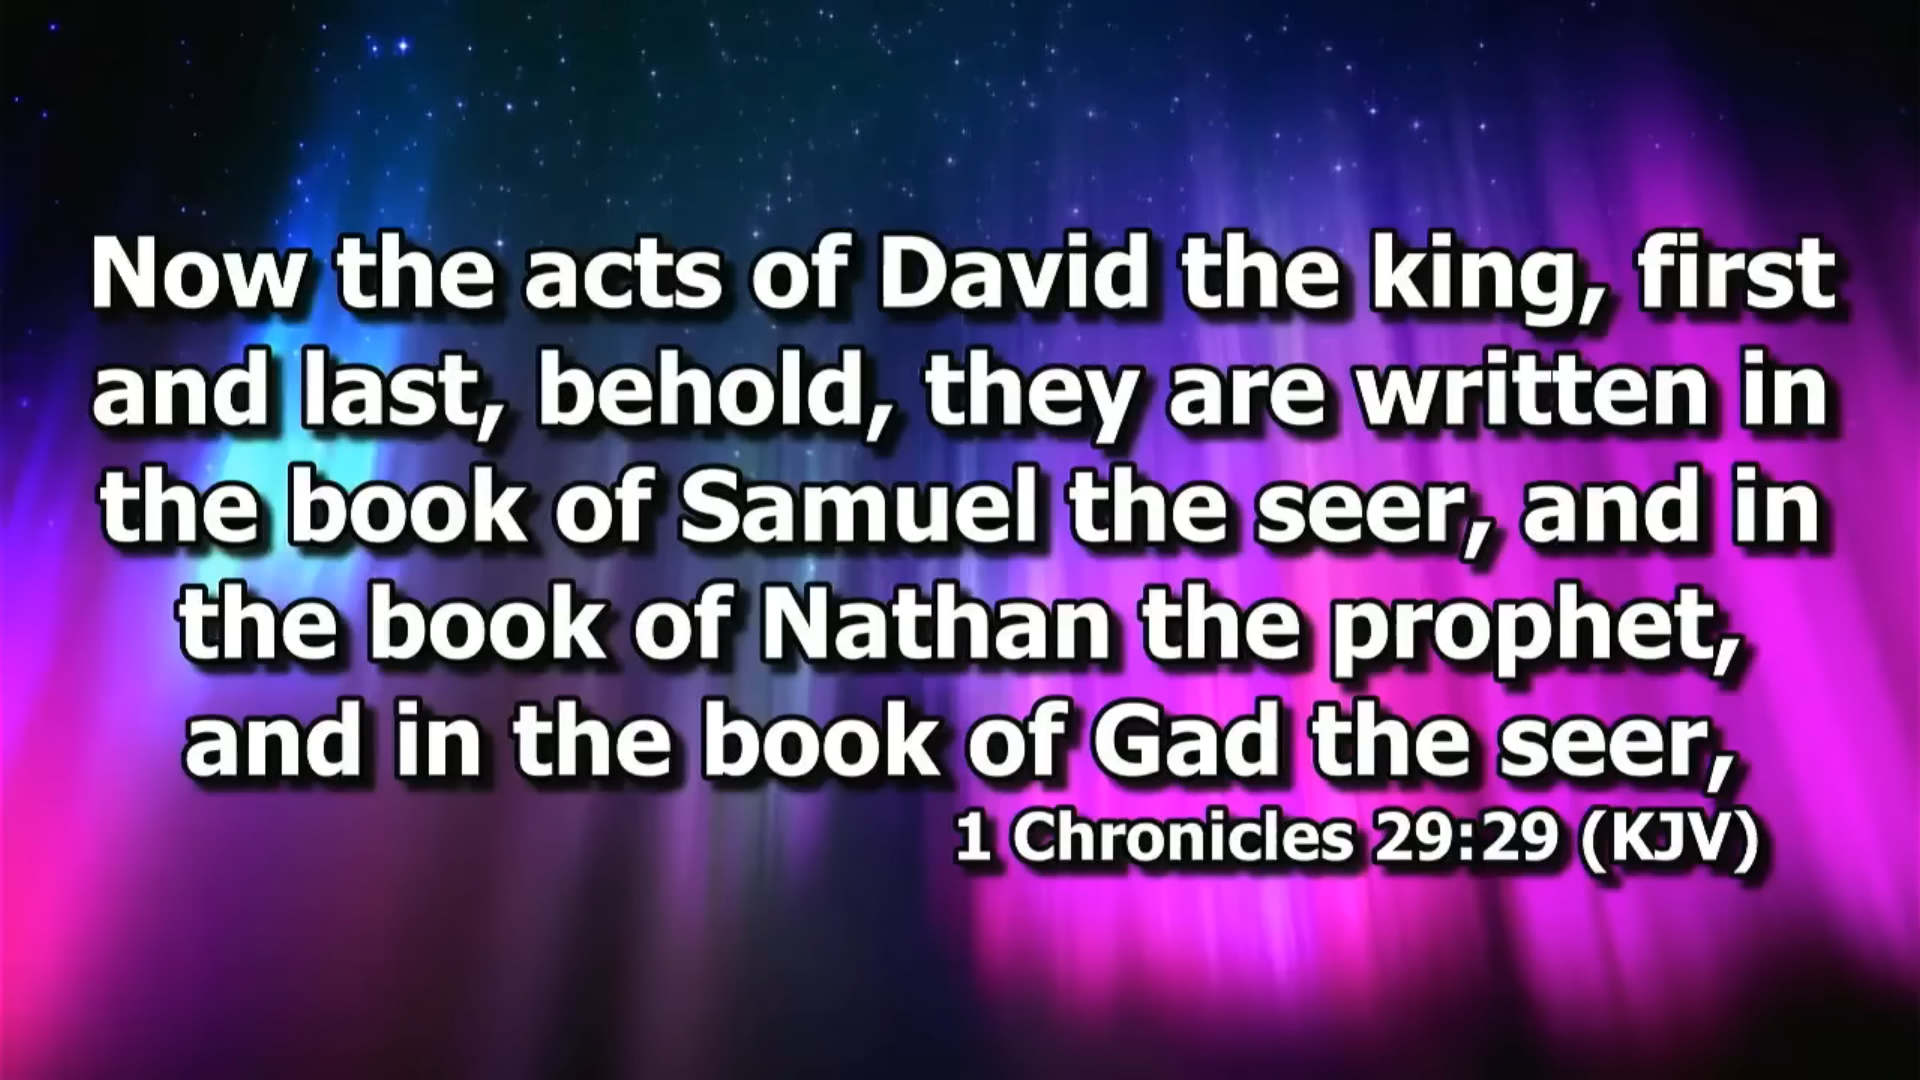 Now the acts of David the king, first
and last, behold, they are written in
the book of Samuel the seer, and in
the book of Nathan the prophet,
and in the book of Gad the seer,
1 Chronicles 29:29 (KJV)